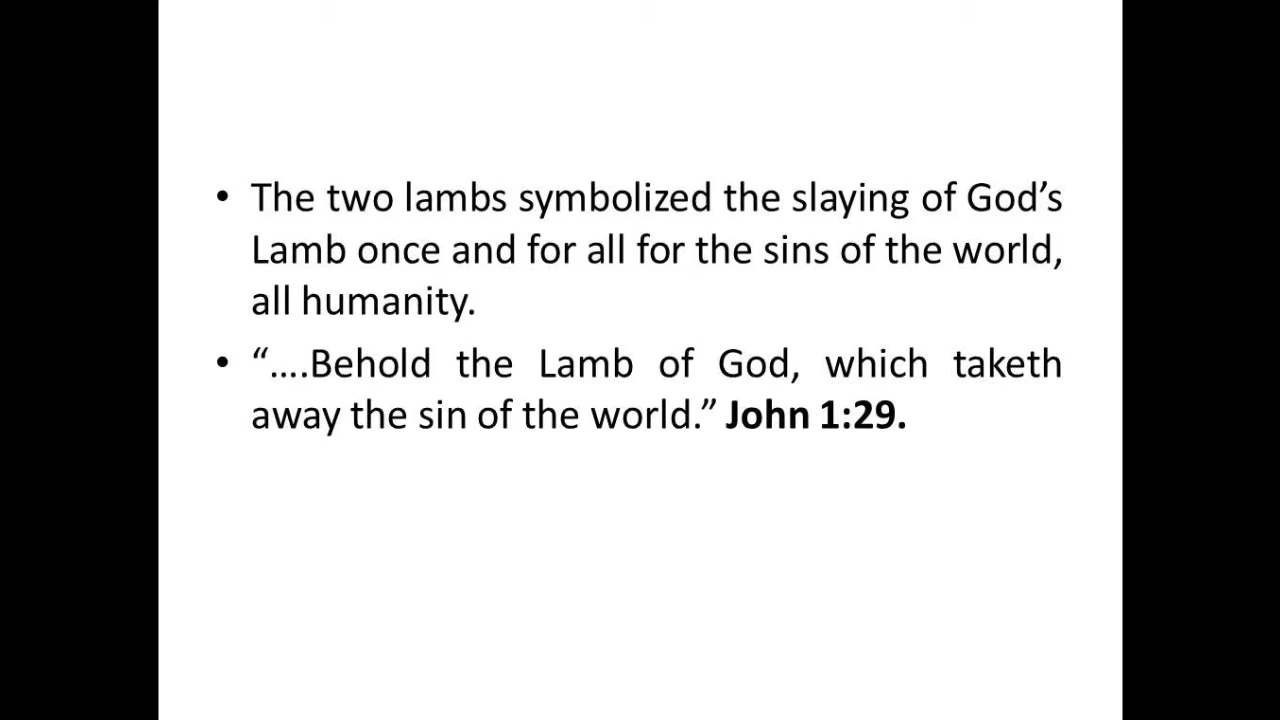 • The two lambs symbolized the slaying of God’s
Lamb once and for all for the sins of the world,
all humanity.
• “....Behold the Lamb of God, which taketh
away the sin of the world.” John 1:29.